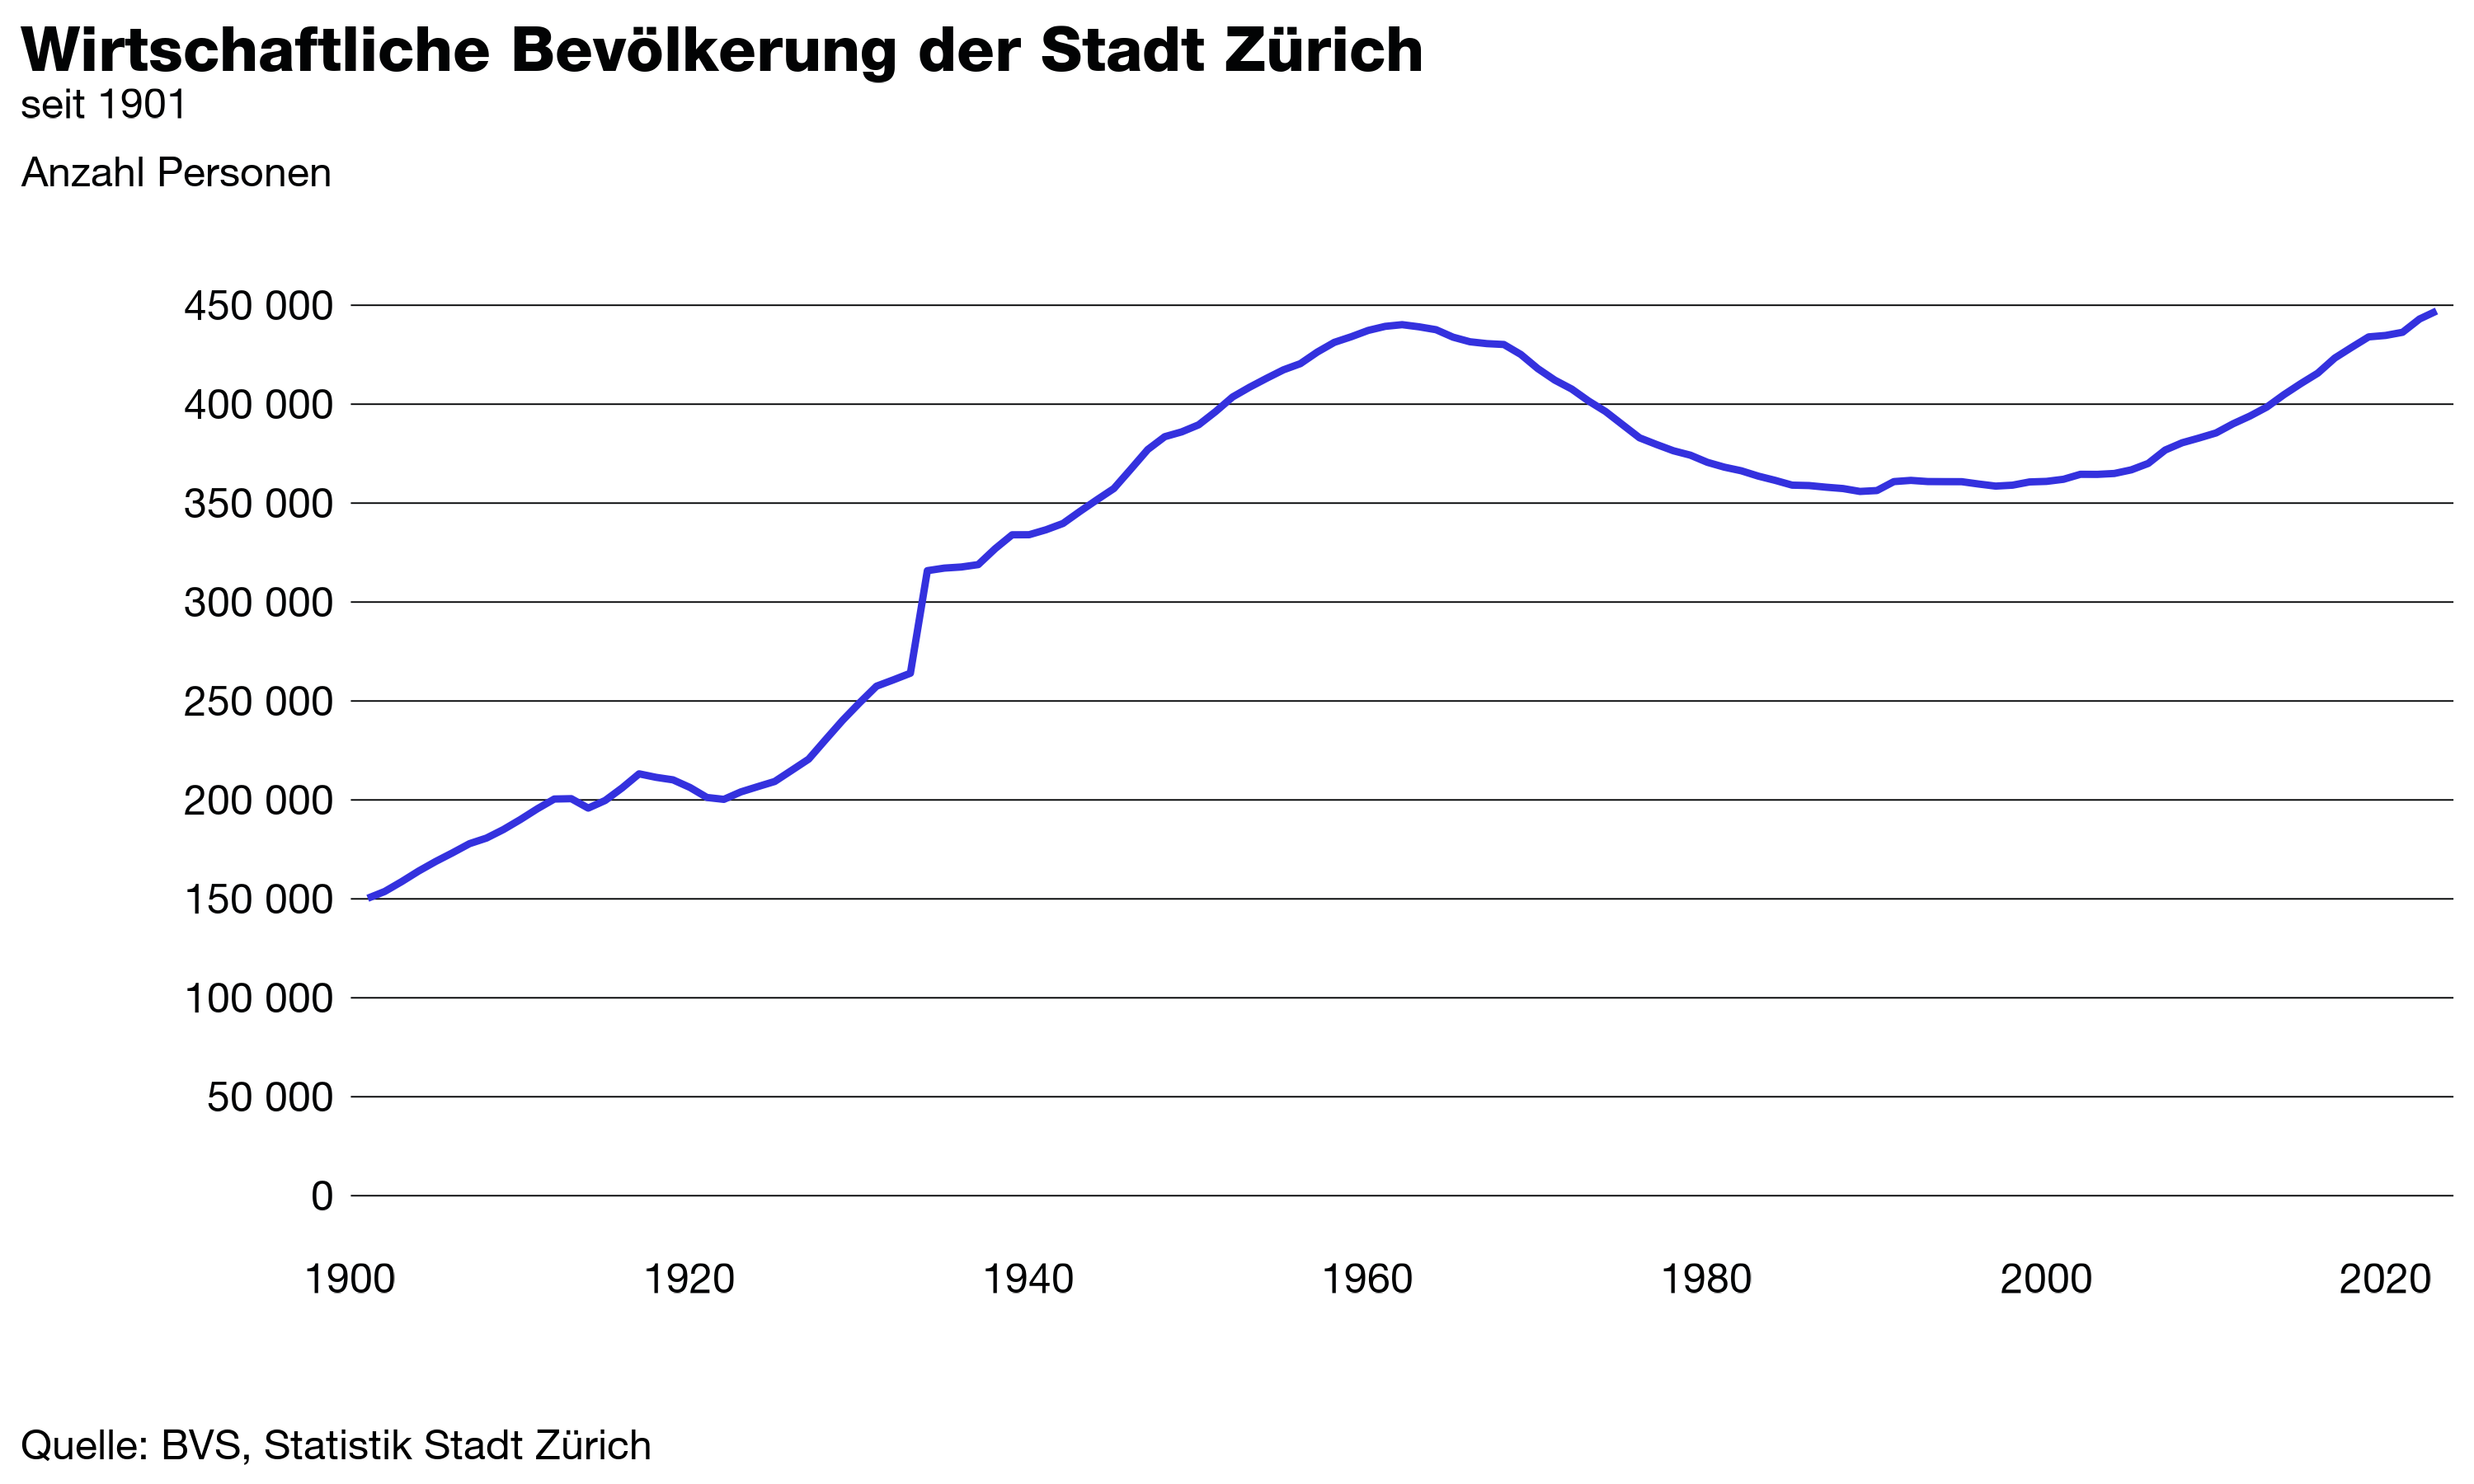 Wirtschaftliche Bevölkerung der Stadt Zürich
seit 1901
Anzahl Personen
450 000
400 000
350 000
300 000
250 000
200 000
150 000
100 000
50 000
0
1900 1920 1940 1960 1980 2000 2020
Quelle: BVS, Statistik Stadt Zürich